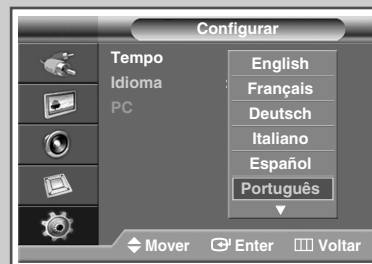 Configurar
Tempo
Idioma :
PC
English
Français
Deutsch
Italiano
Español
Português
Mover Enter Voltar